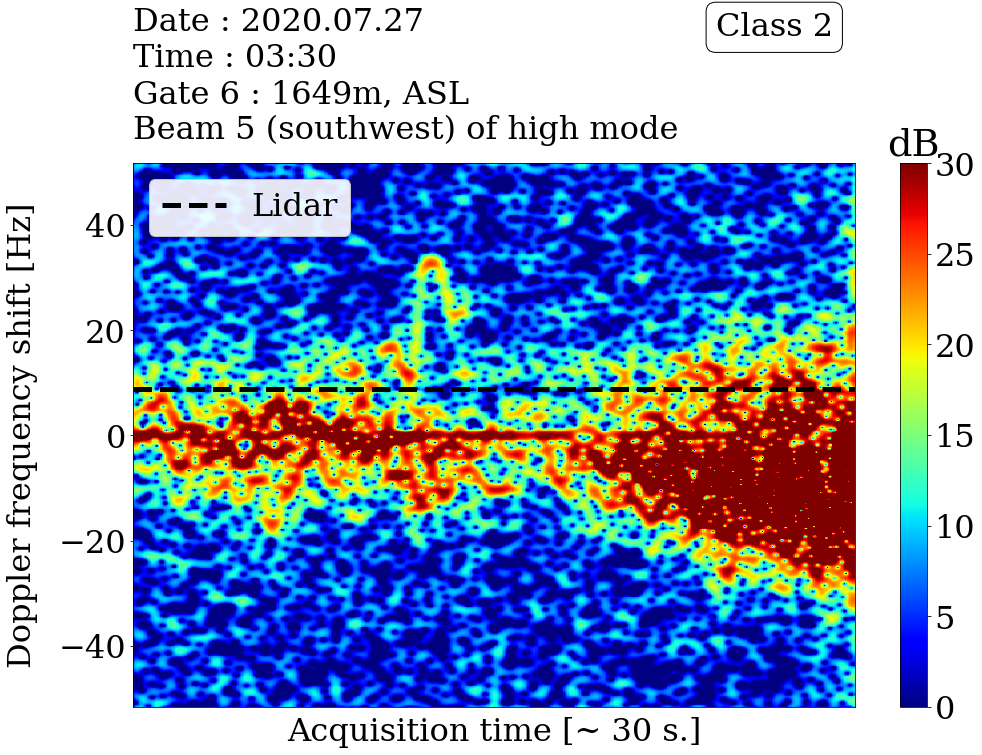 Date : 2020.07.27
Time : 03:30
Gate 6 : 1649m, ASL
Beam 5 (southwest) of high mode
Class 2
dB
Lidar
Doppler frequency shift [Hz]
40
20
0
−20
−40
Acquisition time [~ 30 s.]
30
25
20
15
10
5
0